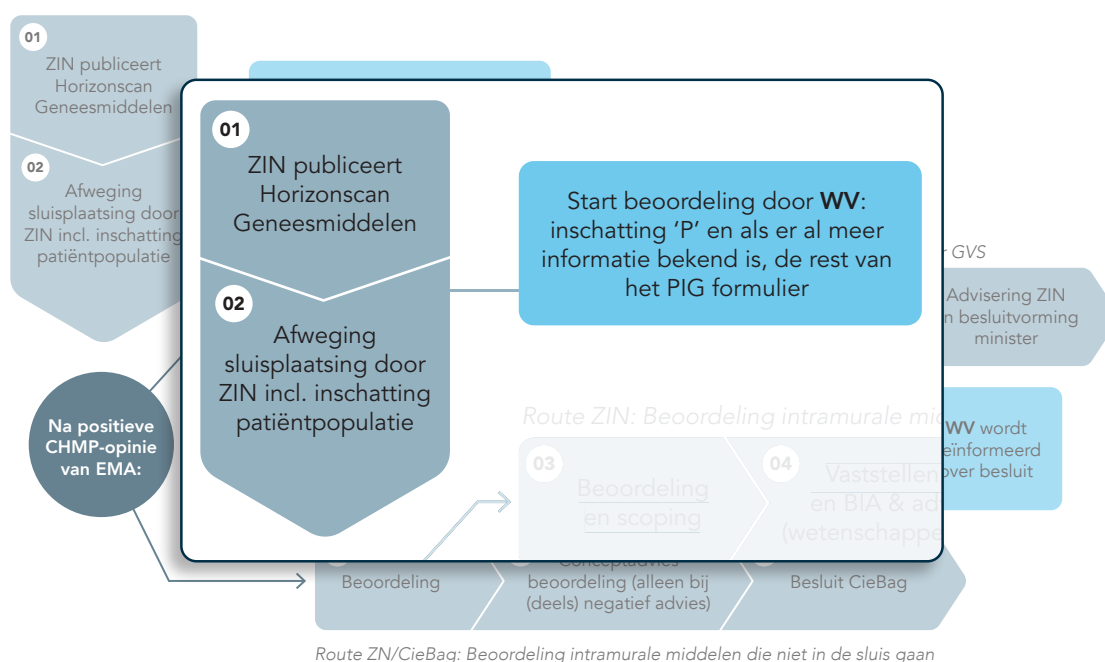 01
ZIN publiceert
Horizonscan
Geneesmiddelen
02
Afweging
sluisplaatsing door
ZIN incl. inschatting
patiëntpopulatie
01
ZIN publiceert
Horizonscan
Geneesmiddelen
02
Afweging
sluisplaatsing door
ZIN incl. inschatting
patiëntpopulatie
Start beoordeling door WV:
inschatting ‘P’ en als er al meer
informatie bekend is, de rest van
het PIG formulier
GVS
Advisering ZIN
besluitvorming
minister
Na positieve
CHMP-opinie
van EMA:
Route ZIN: Beoordeling intramurale
03
Beoordeling
en scoping
04
Vaststellen
en BIA &
WV wordt
over besluit
Beoordeling
Conceptadvies
beoordeling (alleen bij
(deels) negatief advies)
Besluit CieBag
Route ZN/CieBag: Beoordeling intramurale middelen die niet in de sluis gaan